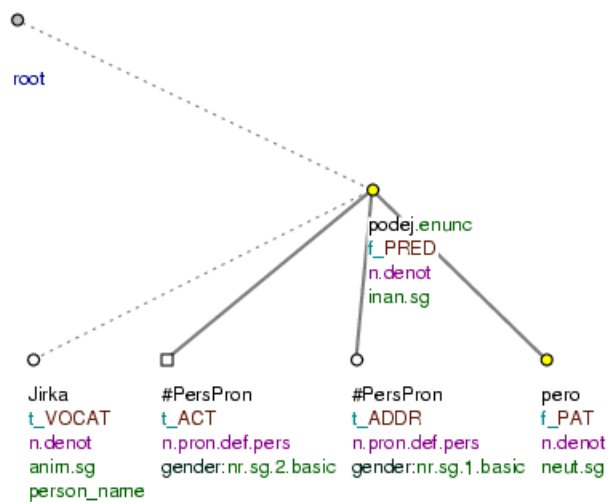 root
podej.enunc
f_PRED
n.denot
inan.sg
Jirka
t_VOCAT
n.denot
anim.sg
person_name
#PersPron
t_ACT
n.pron.def.pers
gender:nr.sg.2.basic
#PersPron
t_ADDR
n.pron.def.pers
gender:nr.sg.1.basic
pero
f_PAT
n.denot
neut.sg